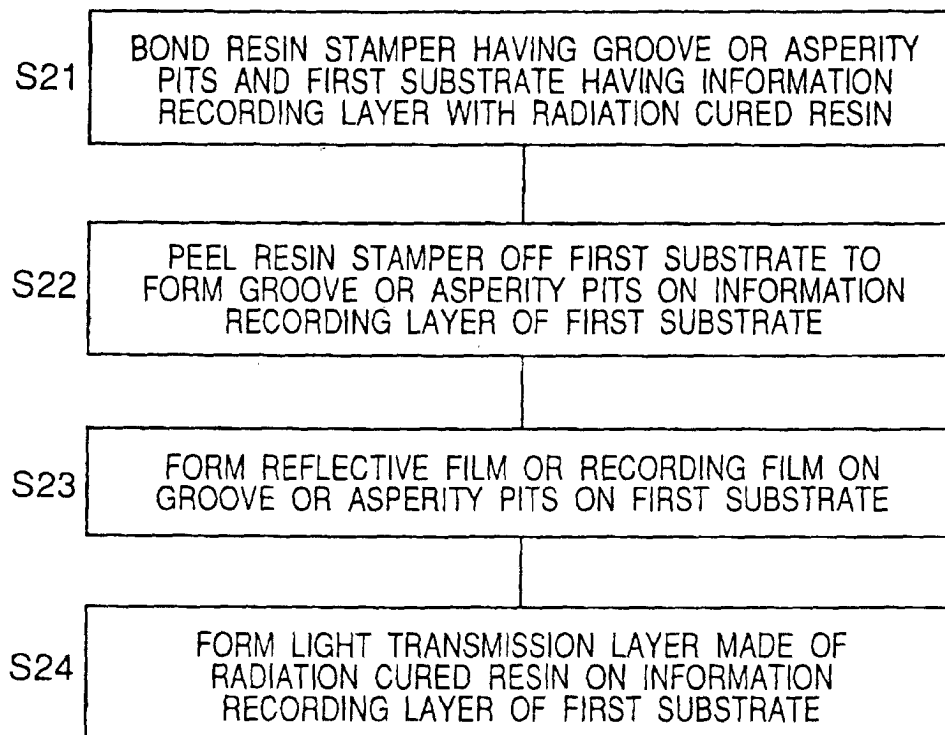 S21
BOND RESIN STAMPER HAVING GROOVE OR ASPERITY
PITS AND FIRST SUBSTRATE HAVING INFORMATION
RECORDING LAYER WITH RADIATION CURED RESIN
S22
PEEL RESIN STAMPER OFF FIRST SUBSTRATE TO
FORM GROOVE OR ASPERITY PITS ON INFORMATION
RECORDING LAYER OF FIRST SUBSTRATE
S23
FORM REFLECTIVE FILM OR RECORDING FILM ON
GROOVE OR ASPERITY PITS ON FIRST SUBSTRATE
S24
FORM LIGHT TRANSMISSION LAYER MADE OF
RADIATION CURED RESIN ON INFORMATION
RECORDING LAYER OF FIRST SUBSTRATE